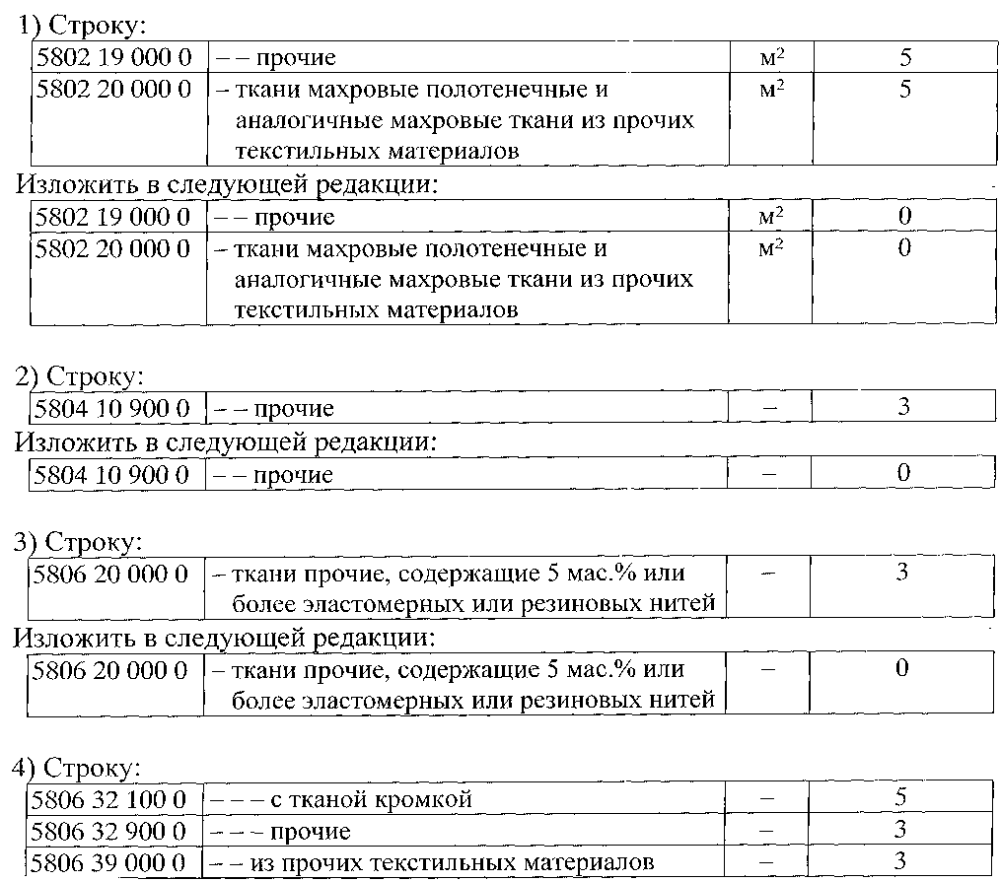 1) Строку:
5802 19 000 0 – – прочие м² 5
5802 20 000 0 – ткани махровые полотенечные и м² 5
аналогичные махровые ткани из прочих
текстильных материалов
Изложить в следующей редакции:
5802 19 000 0 – – прочие м² 0
5802 20 000 0 – ткани махровые полотенечные и м² 0
аналогичные махровые ткани из прочих
текстильных материалов
2) Строку:
5804 10 900 0 – – прочие – 3
Изложить в следующей редакции:
5804 10 900 0 – – прочие – 0
3) Строку:
5806 20 000 0 – ткани прочие, содержащие 5 мас.% или – 3
более эластомерных или резиновых нитей
Изложить в следующей редакции:
5806 20 000 0 – ткани прочие, содержащие 5 мас.% или – 0
более эластомерных или резиновых нитей
4) Строку:
5806 32 100 0 – – – с тканой кромкой – 5
5806 32 900 0 – – – прочие – 3
5806 39 000 0 – – из прочих текстильных материалов – 3